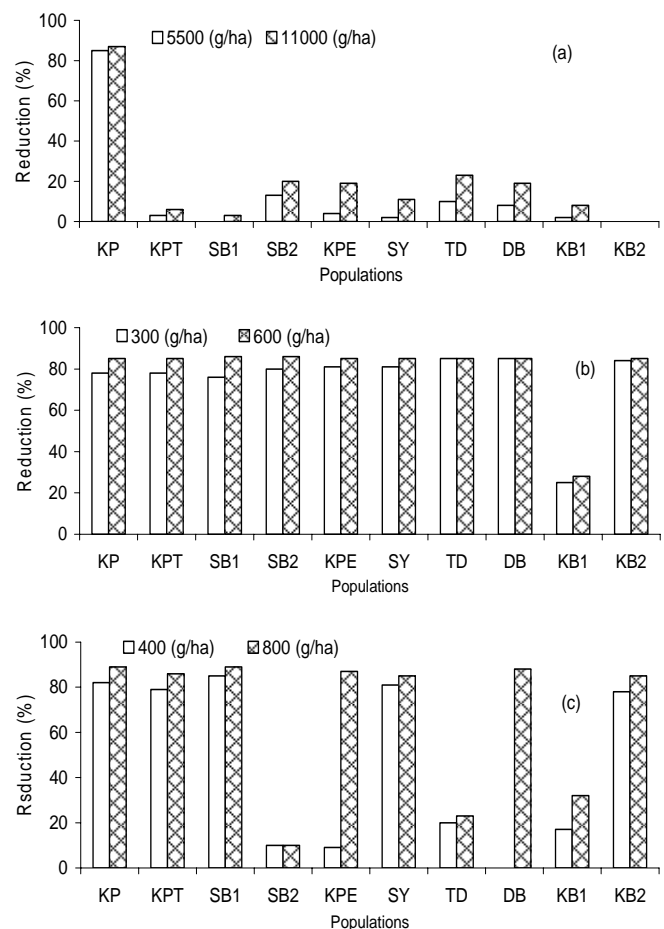 100
80
60
40
20
0
Reduction (%)
5500 (g/ha) 11000 (g/ha)
(a)
KP KPT SB1 SB2 KPE SY TD DB KB1 KB2
Populations
100
80
60
40
20
0
Reduction (%)
300 (g/ha) 600 (g/ha)
(b)
KP KPT SB1 SB2 KPE SY TD DB KB1 KB2
Populations
100
80
60
40
20
0
Rsduction (%)
400 (g/ha) 800 (g/ha)
(c)
KP KPT SB1 SB2 KPE SY TD DB KB1 KB2
Populations